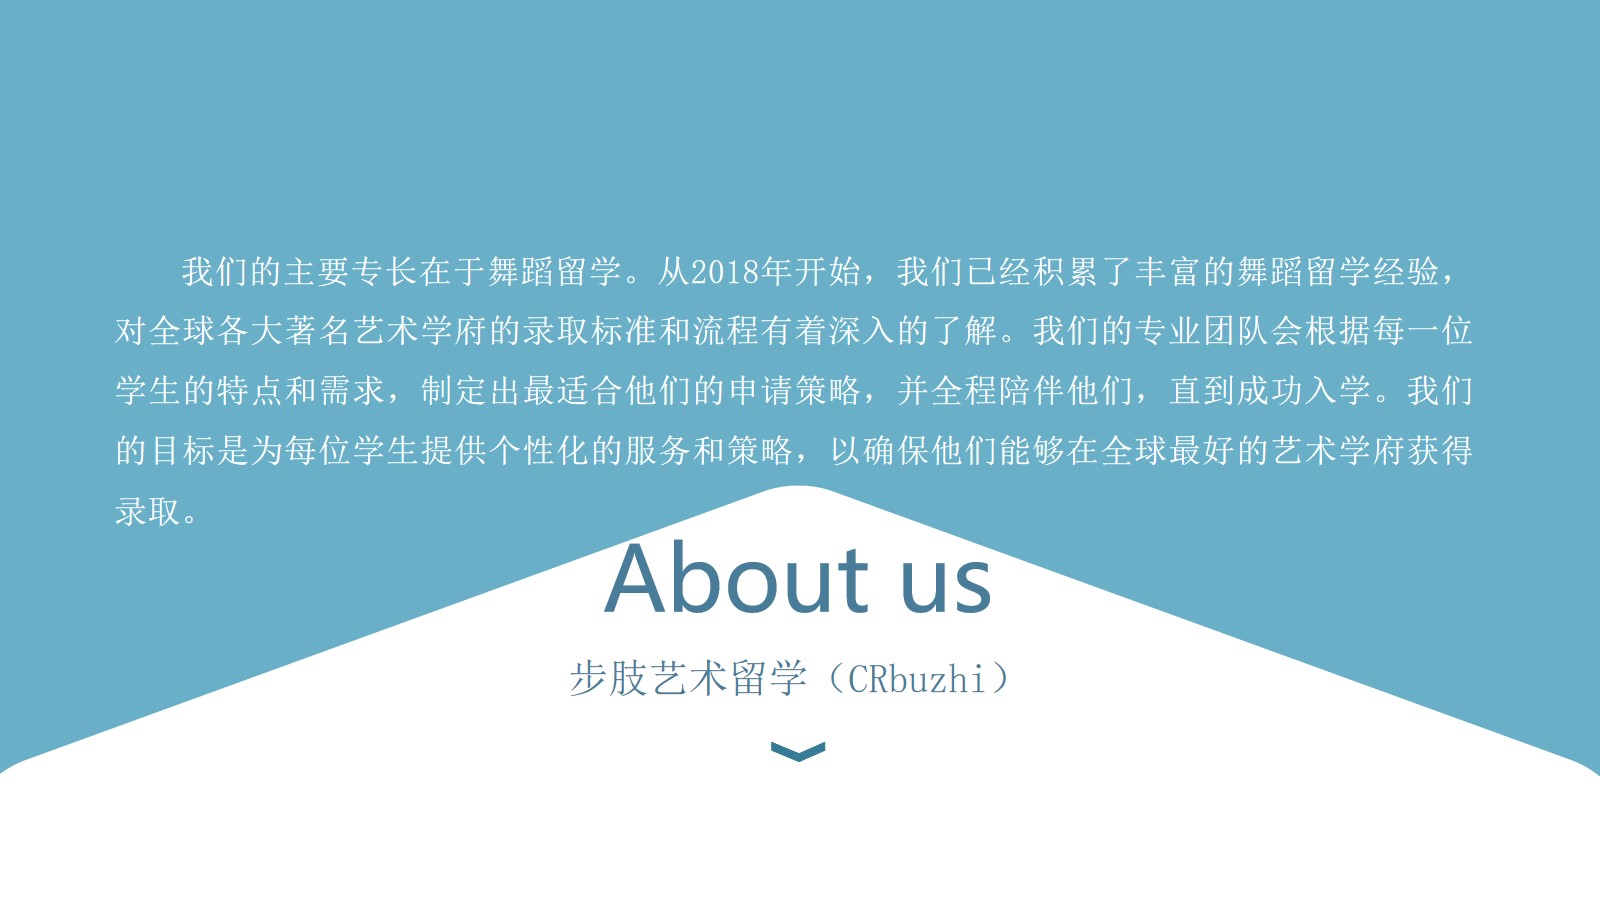 我们的主要专长在于舞蹈留学。从2018年开始，我们已经积累了丰富的舞蹈留学经验，
对全球各大著名艺术学府的录取标准和流程有着深入的了解。我们的专业团队会根据每一位
学生的特点和需求，制定出最适合他们的申请策略，并全程陪伴他们，直到成功入学。我们
的目标是为每位学生提供个性化的服务和策略，以确保他们能够在全球最好的艺术学府获得
录取。
About us
步肢艺术留学（CRbuzhi）